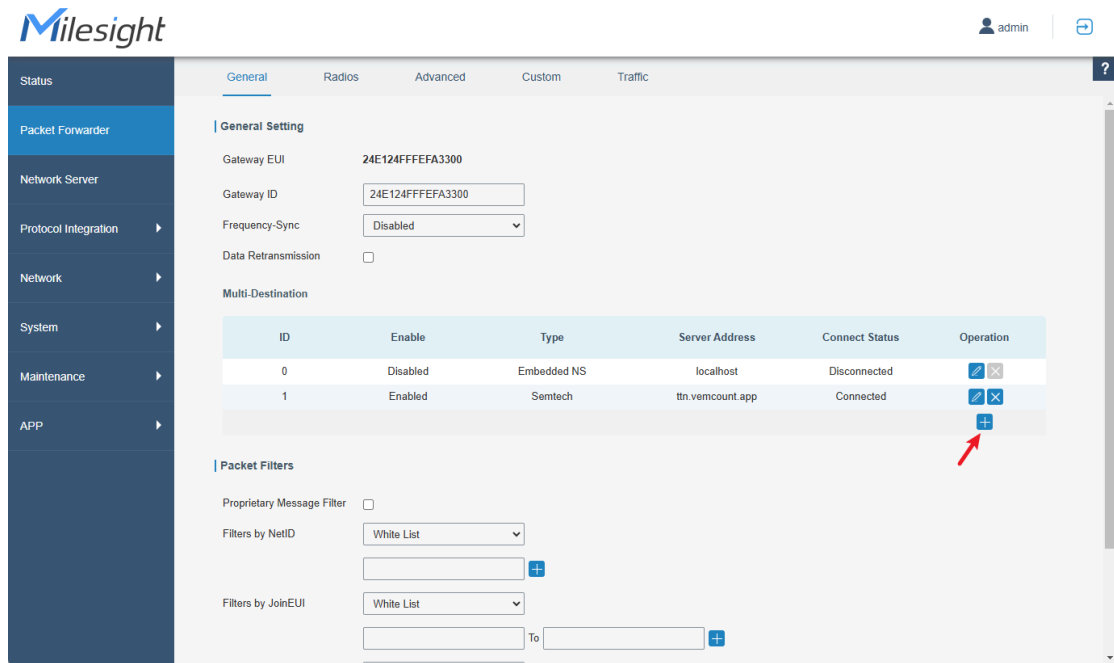 Milesight
admin
?
Status
Packet Forwarder
Network Server
Protocol Integration
Network
System
Maintenance
APP
General Radios Advanced Custom Traffic
General Setting
Gateway EUI 24E124FFFEFA3300
Gateway ID 24E124FFFEFA3300
Frequency-Sync Disabled
Data Retransmission
Multi-Destination
ID Enable Type Server Address Connect Status Operation
0 Disabled Embedded NS localhost Disconnected
1 Enabled Semtech ttn.vemcount.app Connected
Packet Filters
Proprietary Message Filter
Filters by NetID White List
Filters by JoinEUI White List
To